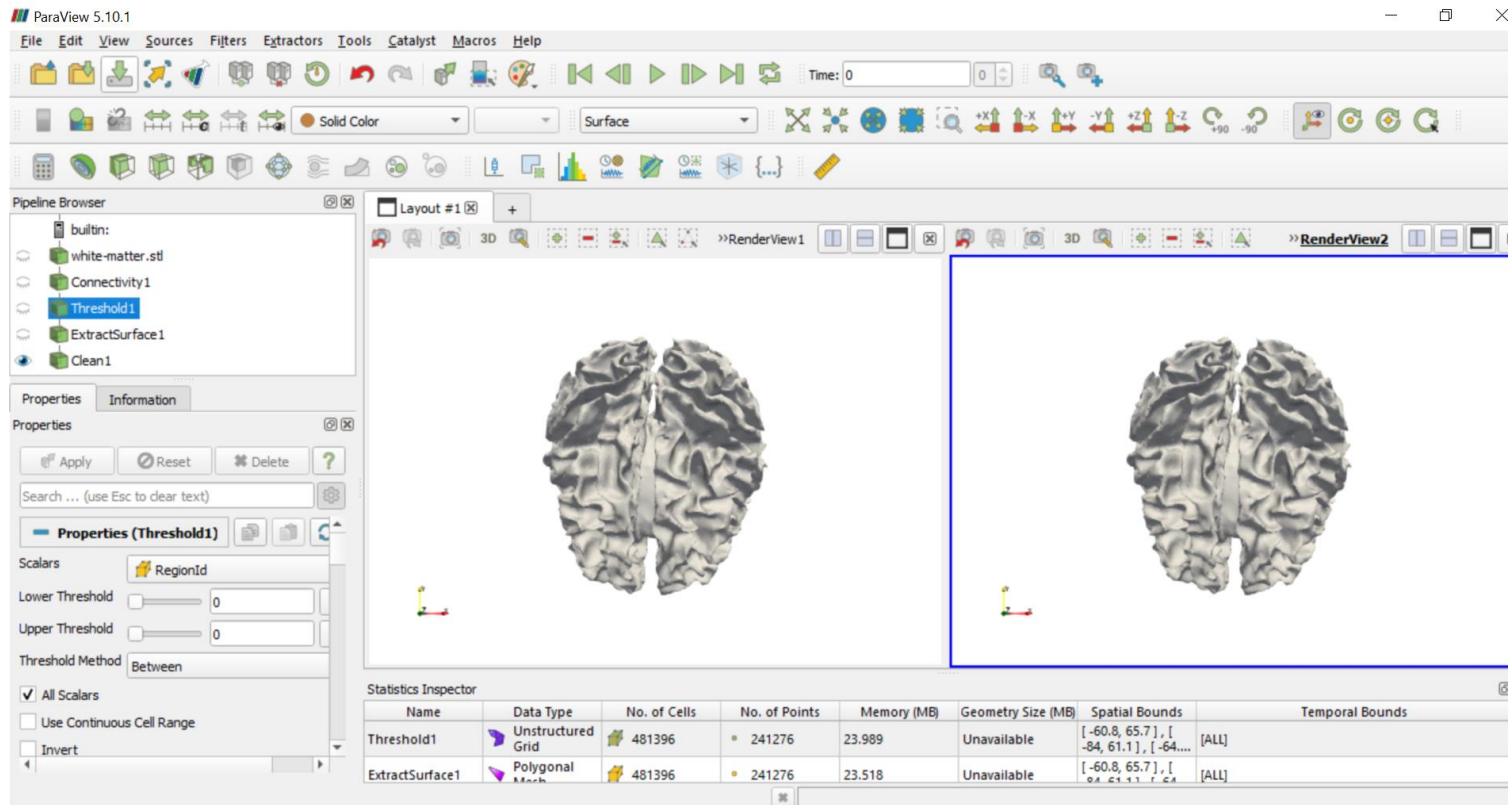 ParaView 5.10.1
File Edit View Sources Filters Extractors Tools Catalyst Macros Help
Time: 0 0
Solid Color Surface +X -X +Y -Y +Z -Z +90 -90
Pipeline Browser
Layout #1 +
builtin:
3D >>RenderView1 3D >>RenderView2
white-matter.stl
Connectivity1
Threshold1
ExtractSurface1
Clean1
Properties Information
Properties
Apply Reset Delete ?
Search ... (use Esc to clear text)
Properties (Threshold1)
Scalars RegionId
Lower Threshold 0
Upper Threshold 0
Threshold Method Between
All Scalars
Use Continuous Cell Range
Invert
Statistics Inspector
Name Data Type No. of Cells No. of Points Memory (MB) Geometry Size (MB) Spatial Bounds Temporal Bounds
Threshold1 Unstructured Grid 481396 241276 23.989 Unavailable [ -60.8, 65.7 ] , [ -84, 61.1 ] , [ -64.... [ALL]
ExtractSurface1 Polygonal 481396 241276 23.518 Unavailable [ -60.8, 65.7 ] , [ [ALL]